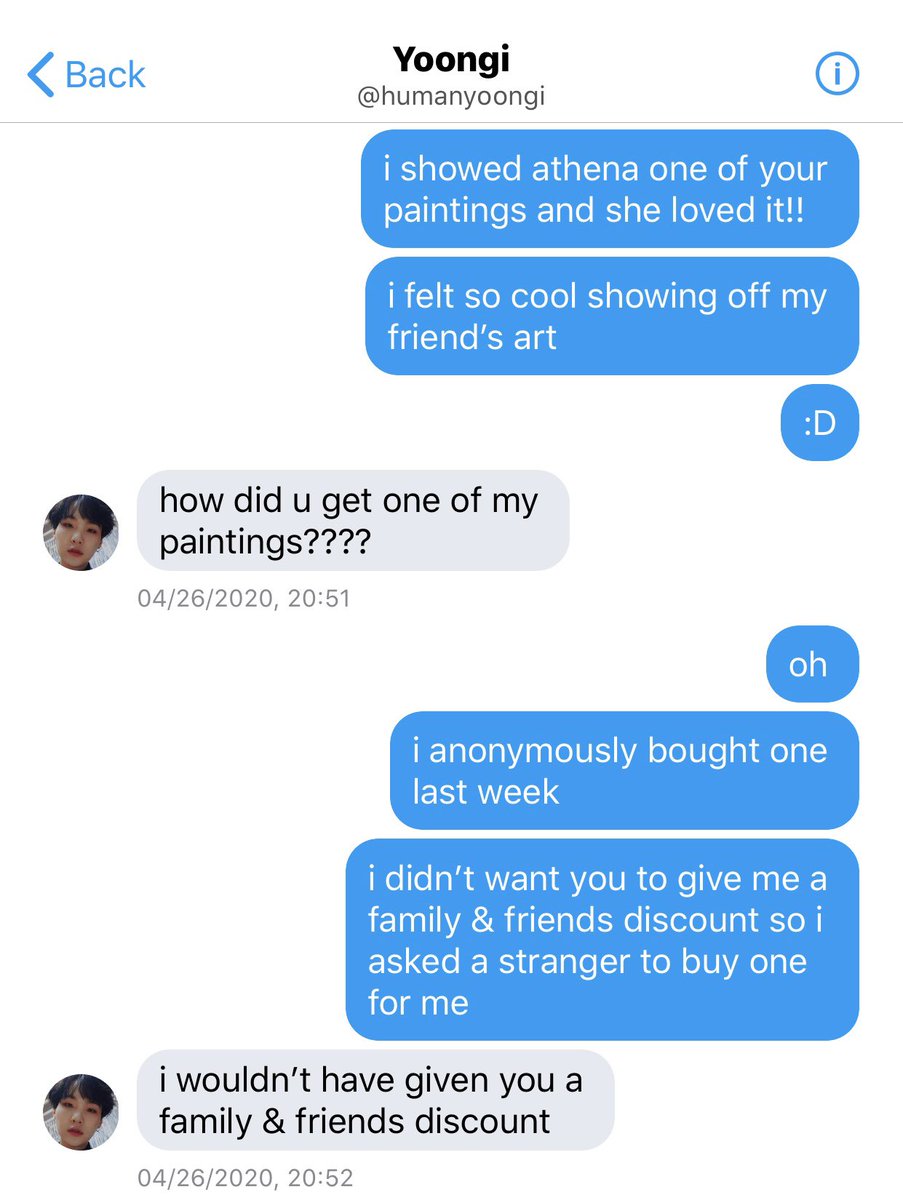 Back
Yoongi
@humanyoongi
i showed athena one of your
paintings and she loved it!!
i felt so cool showing off my
friend’s art
:D
how did u get one of my
paintings????
04/26/2020, 20:51
oh
i anonymously bought one
last week
i didn’t want you to give me a
family & friends discount so i
asked a stranger to buy one
for me
i wouldn’t have given you a
family & friends discount
04/26/2020, 20:52